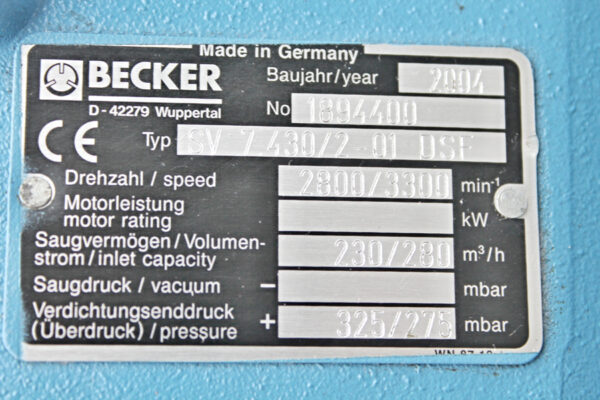 Made in Germany
BECKER
Baujahr/year 2004
D-42279 Wuppertal
No 1894400
CE
Typ SV 7.430/2-01 DSF
Drehzahl / speed 2800/3300 min-1
Motorleistung
motor rating kW
Saugvermögen/Volumen-
strom/inlet capacity 230/280 m³/h
Saugdruck / vacuum - mbar
Verdichtungsenddruck
(Überdruck) / pressure + 325/275 mbar